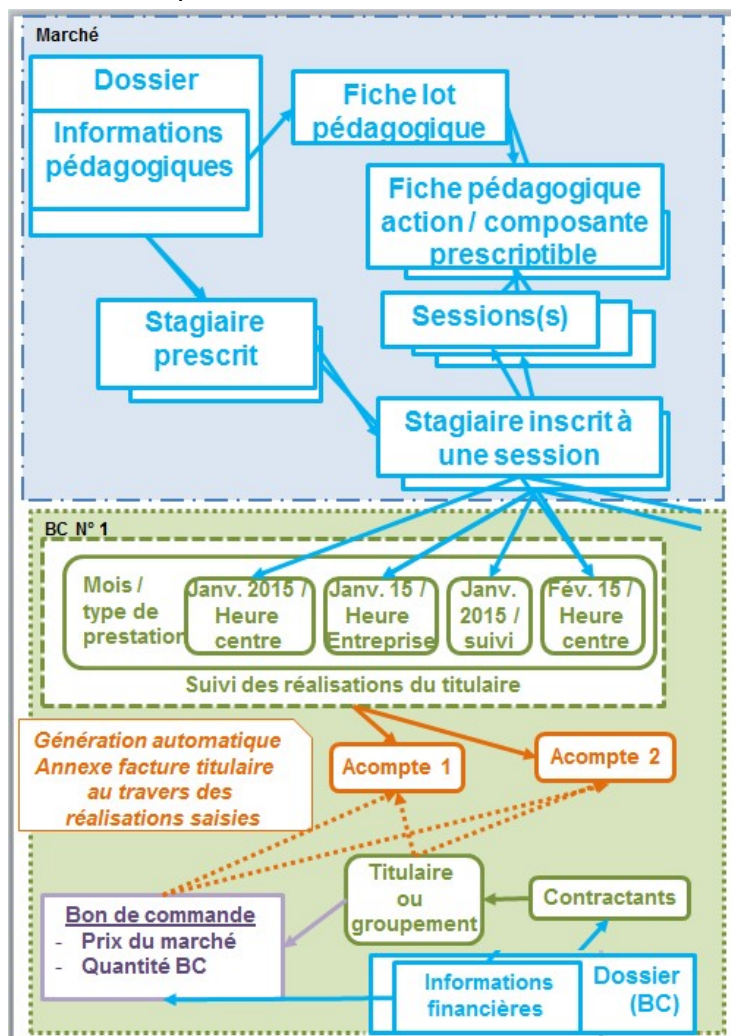 Marché
Dossier
Informations
pédagogiques
Fiche lot
pédagogique
Fiche pédagogique
action / composante
prescriptible
Stagiaire
prescrit
Sessions(s)
Stagiaire inscrit à
une session
BC N° 1
Mois /
type de
prestation
Janv. 2015 /
Heure
centre
Janv. 15 /
Heure
Entreprise
Janv.
2015 /
suivi
Fév. 15 /
Heure
centre
Suivi des réalisations du titulaire
Génération automatique
Annexe facture titulaire
au travers des
réalisations saisies
Acompte 1
Acompte 2
Titulaire
ou
groupement
Contractants
Bon de commande
- Prix du marché
- Quantité BC
Informations
financières
Dossier
(BC)